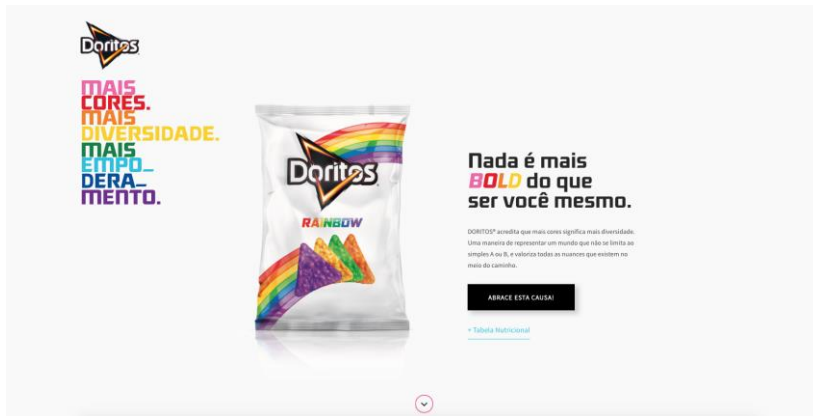 Doritos
MAIS
CORES.
MAIS
DIVERSIDADE.
MAIS
EMPO_
DERA_
MENTO.
Doritos
RAINBOW
Nada é mais
BOLD do que
ser você mesmo.
DORITOS® acredita que mais cores significa mais diversidade.
Uma maneira de representar um mundo que não se limita ao
simples A ou B, e valoriza todas as nuances que existem no
meio do caminho.
ABRACE ESTA CAUSA!
+ Tabela Nutricional